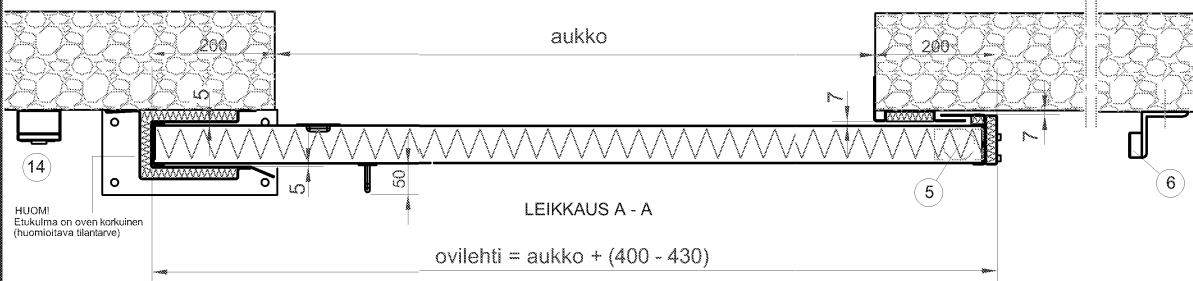 aukko
200
200
5
7
7
14
5
50
5
6
HUOM!
Etukulma on oven korkuinen
(huomioitava tilantarve)
LEIKKAUS A - A
ovilehti = aukko + (400 - 430)